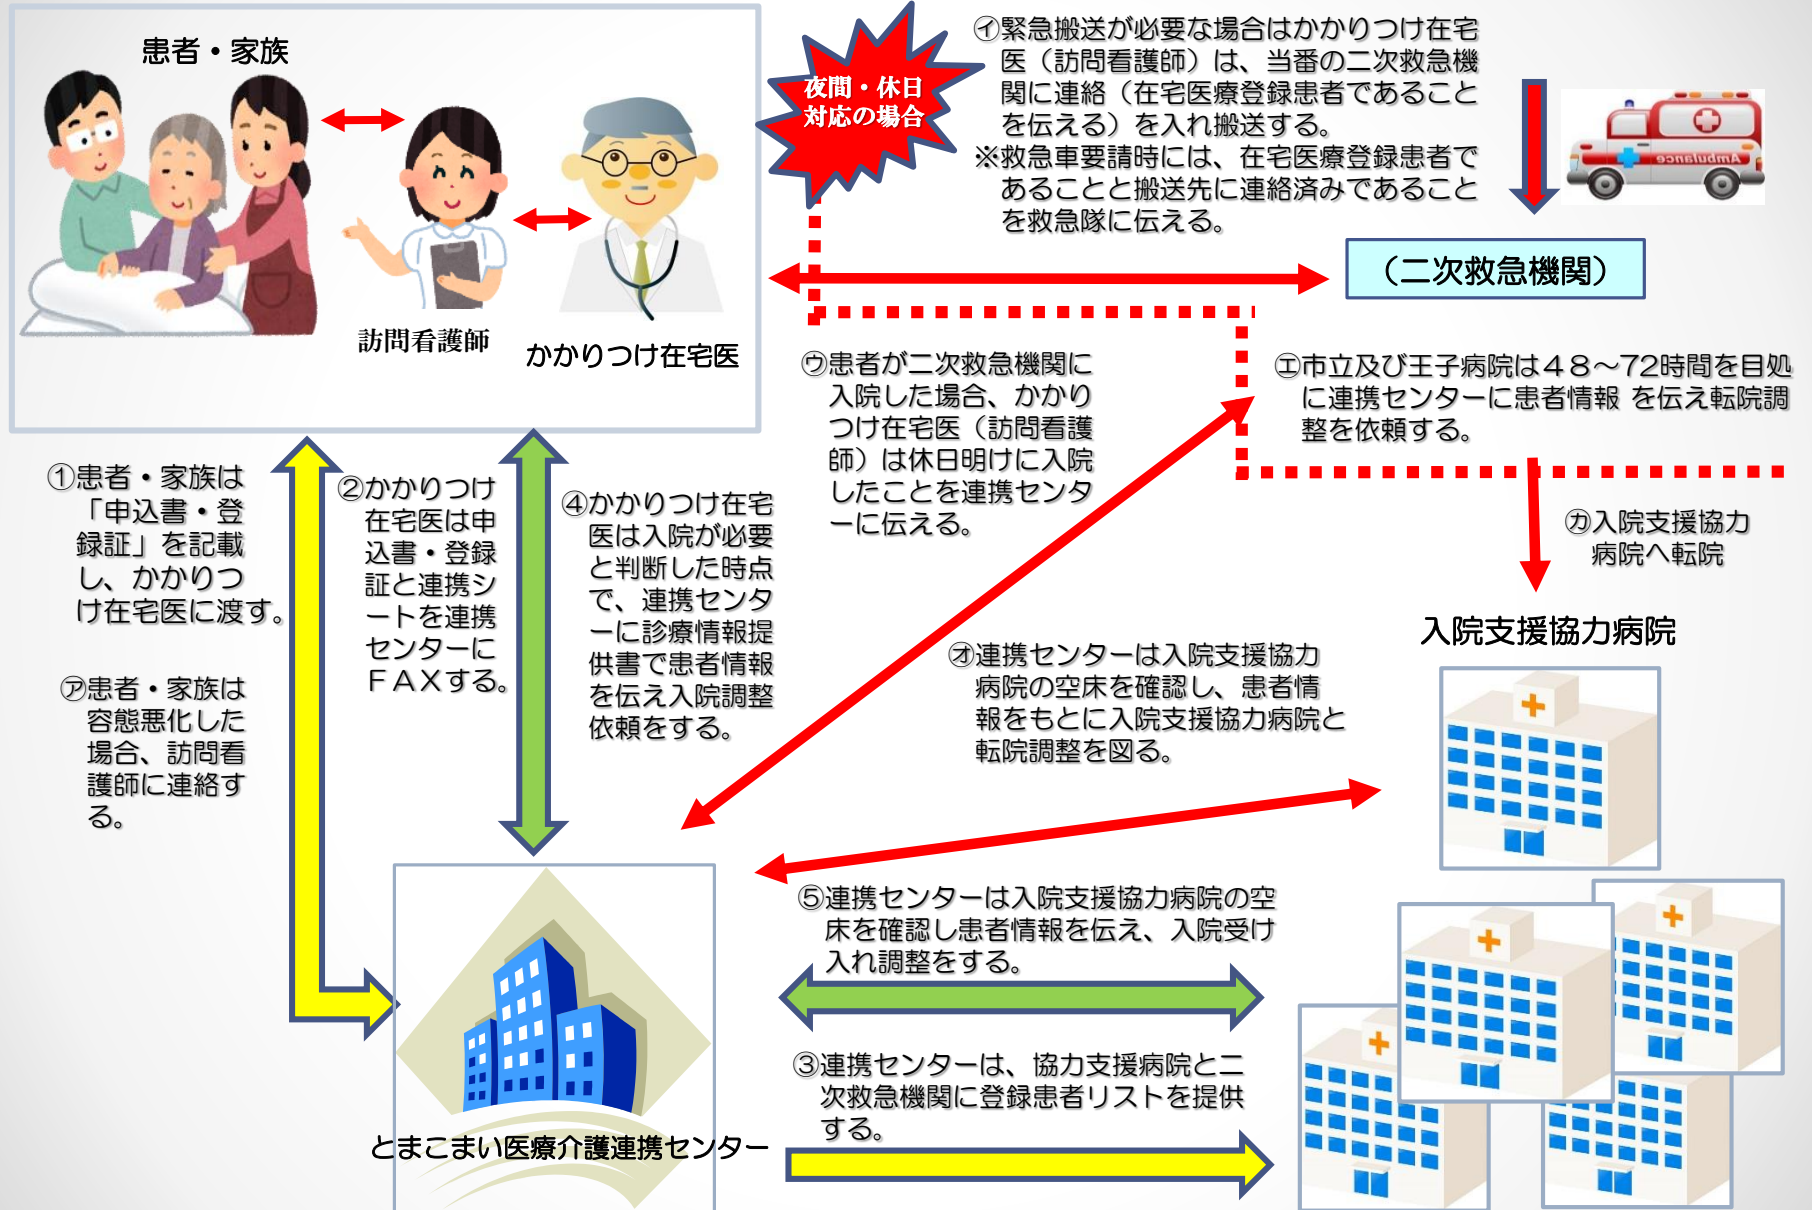 患者・家族
訪問看護師
かかりつけ在宅医
夜間・休日
対応の場合
㋑緊急搬送が必要な場合はかかりつけ在宅
医（訪問看護師）は、当番の二次救急機
関に連絡（在宅医療登録患者であること
を伝える）を入れ搬送する。
※救急車要請時には、在宅医療登録患者で
あることと搬送先に連絡済みであること
を救急隊に伝える。
Ambulance
（二次救急機関）
㋒患者が二次救急機関に
入院した場合、かかり
つけ在宅医（訪問看護
師）は休日明けに入院
したことを連携センタ
ーに伝える。
㋓市立及び王子病院は４８～72時間を目処
に連携センターに患者情報 を伝え転院調
整を依頼する。
㋕入院支援協力
病院へ転院
入院支援協力病院
①患者・家族は
「申込書・登
録証」を記載
し、かかりつ
け在宅医に渡す。
㋐患者・家族は
容態悪化した
場合、訪問看
護師に連絡す
る。
②かかりつけ
在宅医は申
込書・登録
証と連携シ
ートを連携
センターに
ＦＡＸする。
④かかりつけ在宅
医は入院が必要
と判断した時点
で、連携センタ
ーに診療情報提
供書で患者情報
を伝え入院調整
依頼をする。
㋔連携センターは入院支援協力
病院の空床を確認し、患者情
報をもとに入院支援協力病院と
転院調整を図る。
⑤連携センターは入院支援協力病院の空
床を確認し患者情報を伝え、入院受け
入れ調整をする。
③連携センターは、協力支援病院と二
次救急機関に登録患者リストを提供
する。
とまこまい医療介護連携センター